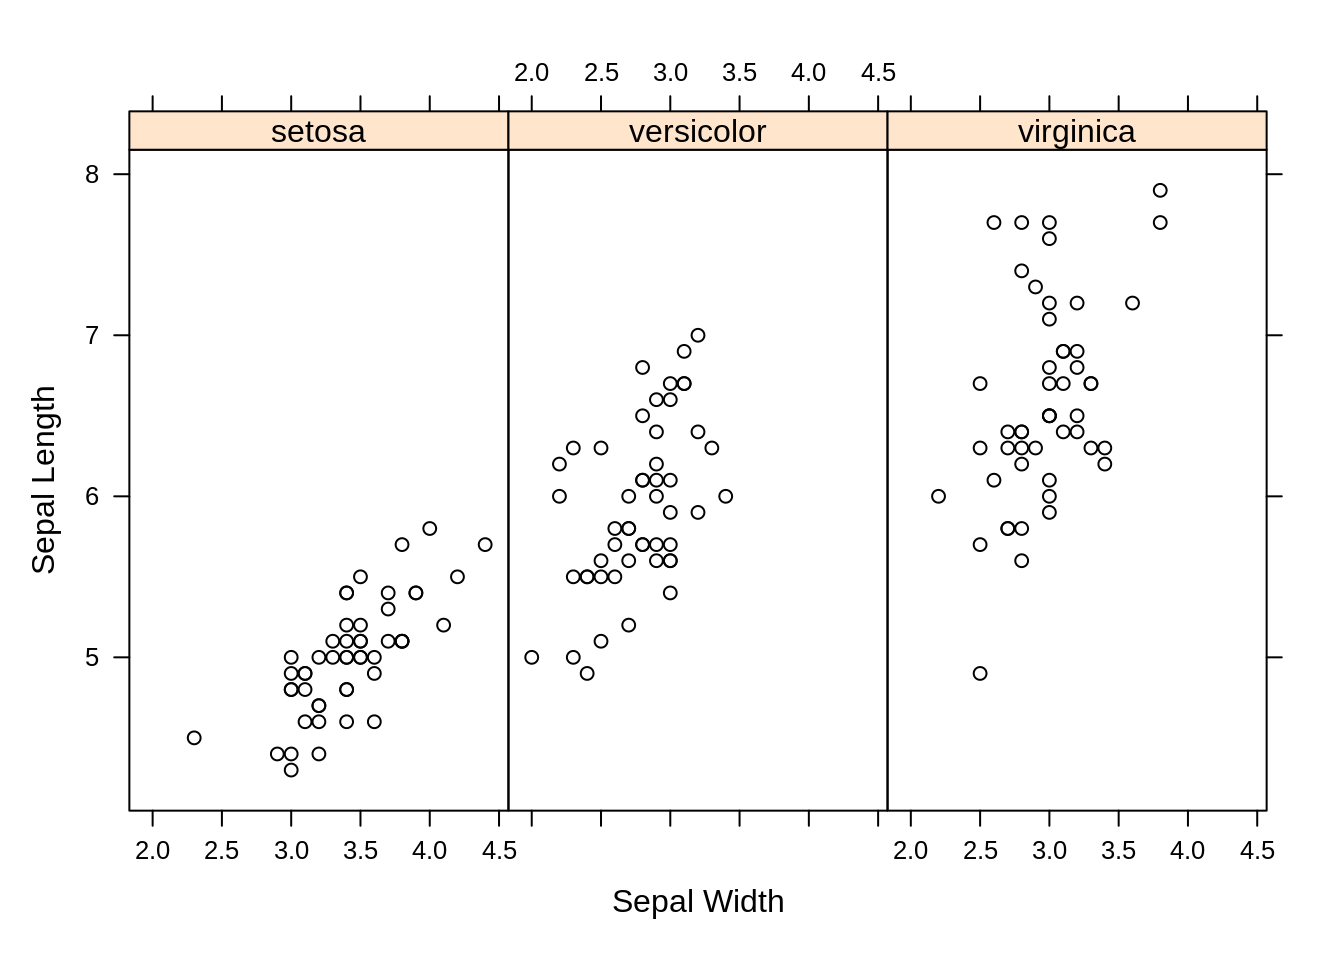 2.0 2.5 3.0 3.5 4.0 4.5
setosa versicolor virginica
8
7
6
5
Sepal Length
2.0 2.5 3.0 3.5 4.0 4.5 2.0 2.5 3.0 3.5 4.0 4.5
Sepal Width